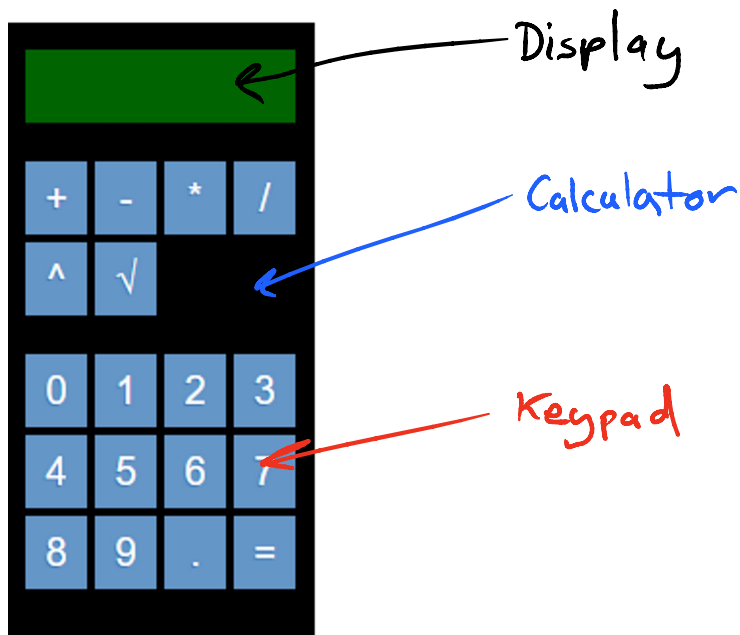 Display
+ - * /
Calculator
^ √
0 1 2 3
Keypad
4 5 6 7
8 9 . =